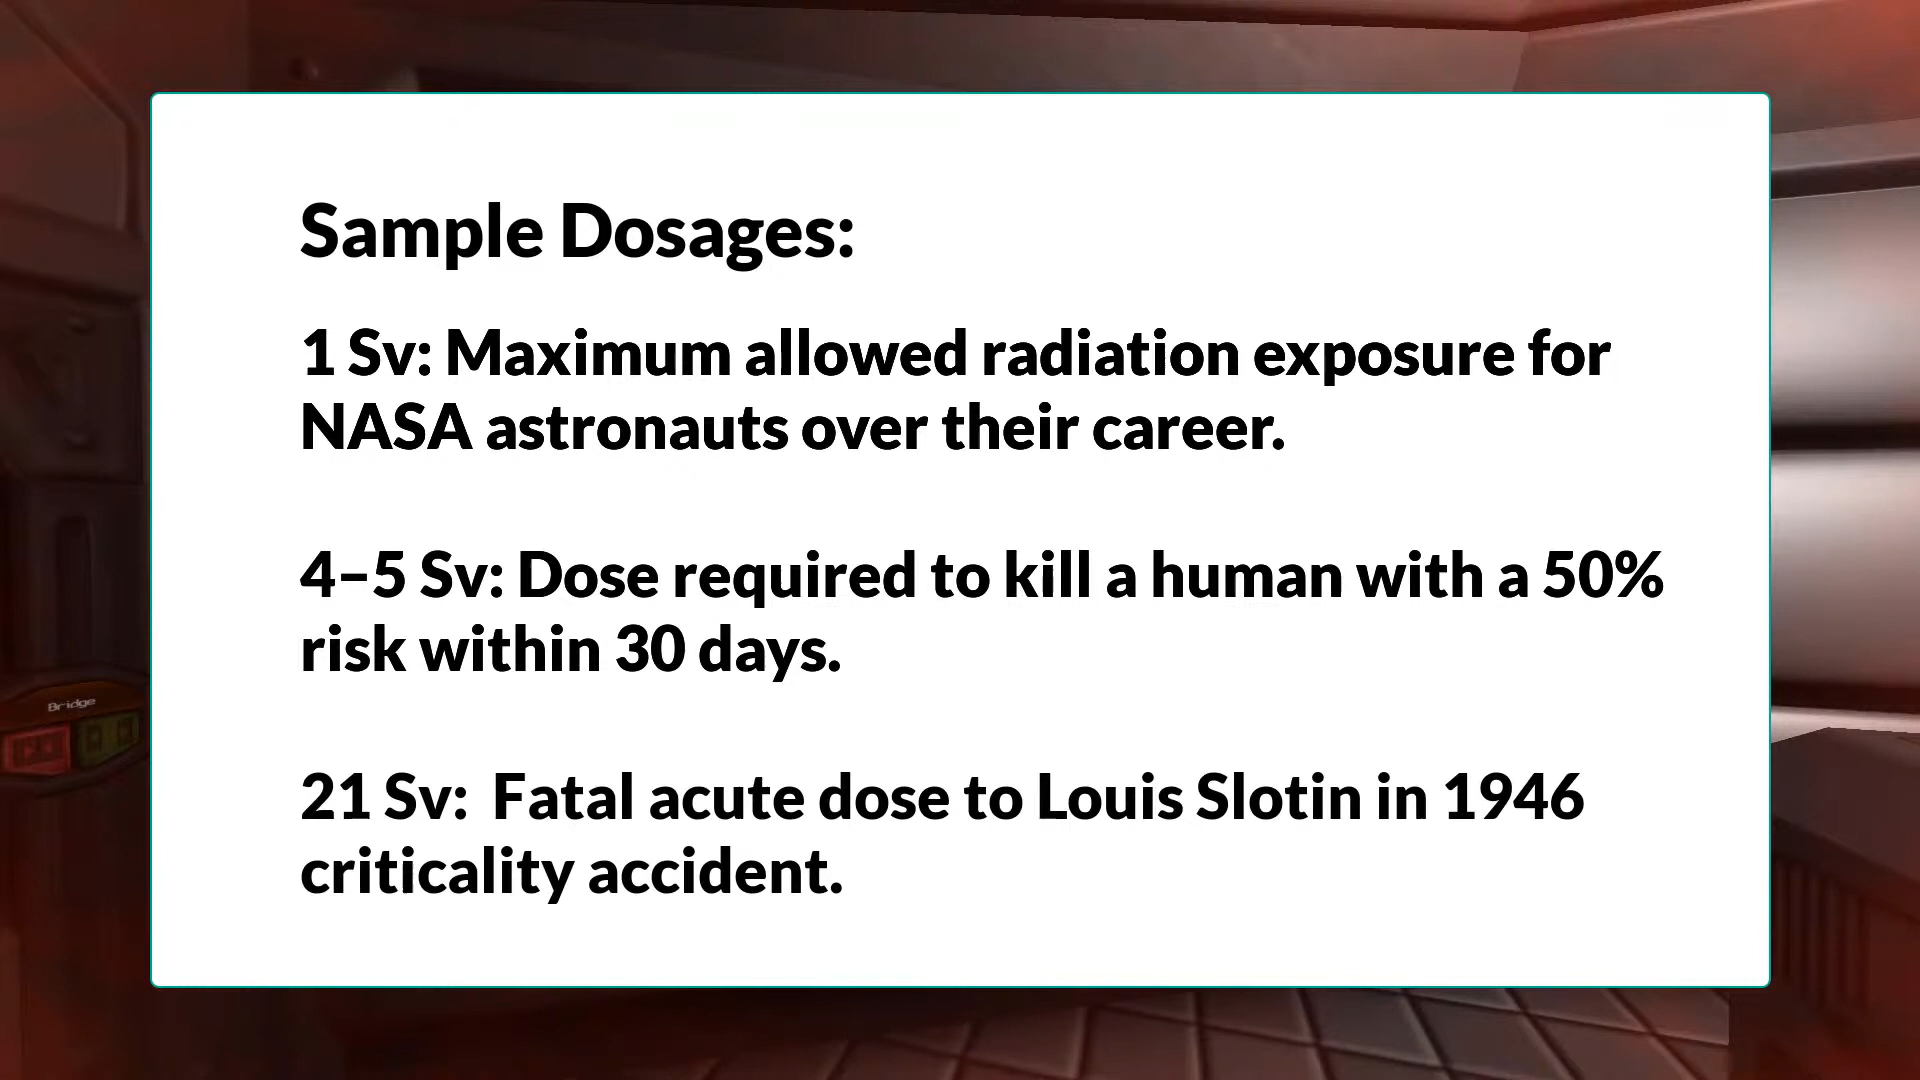 Sample Dosages:
1 Sv: Maximum allowed radiation exposure for
NASA astronauts over their career.
4–5 Sv: Dose required to kill a human with a 50%
risk within 30 days.
21 Sv:  Fatal acute dose to Louis Slotin in 1946
criticality accident.
Bridge